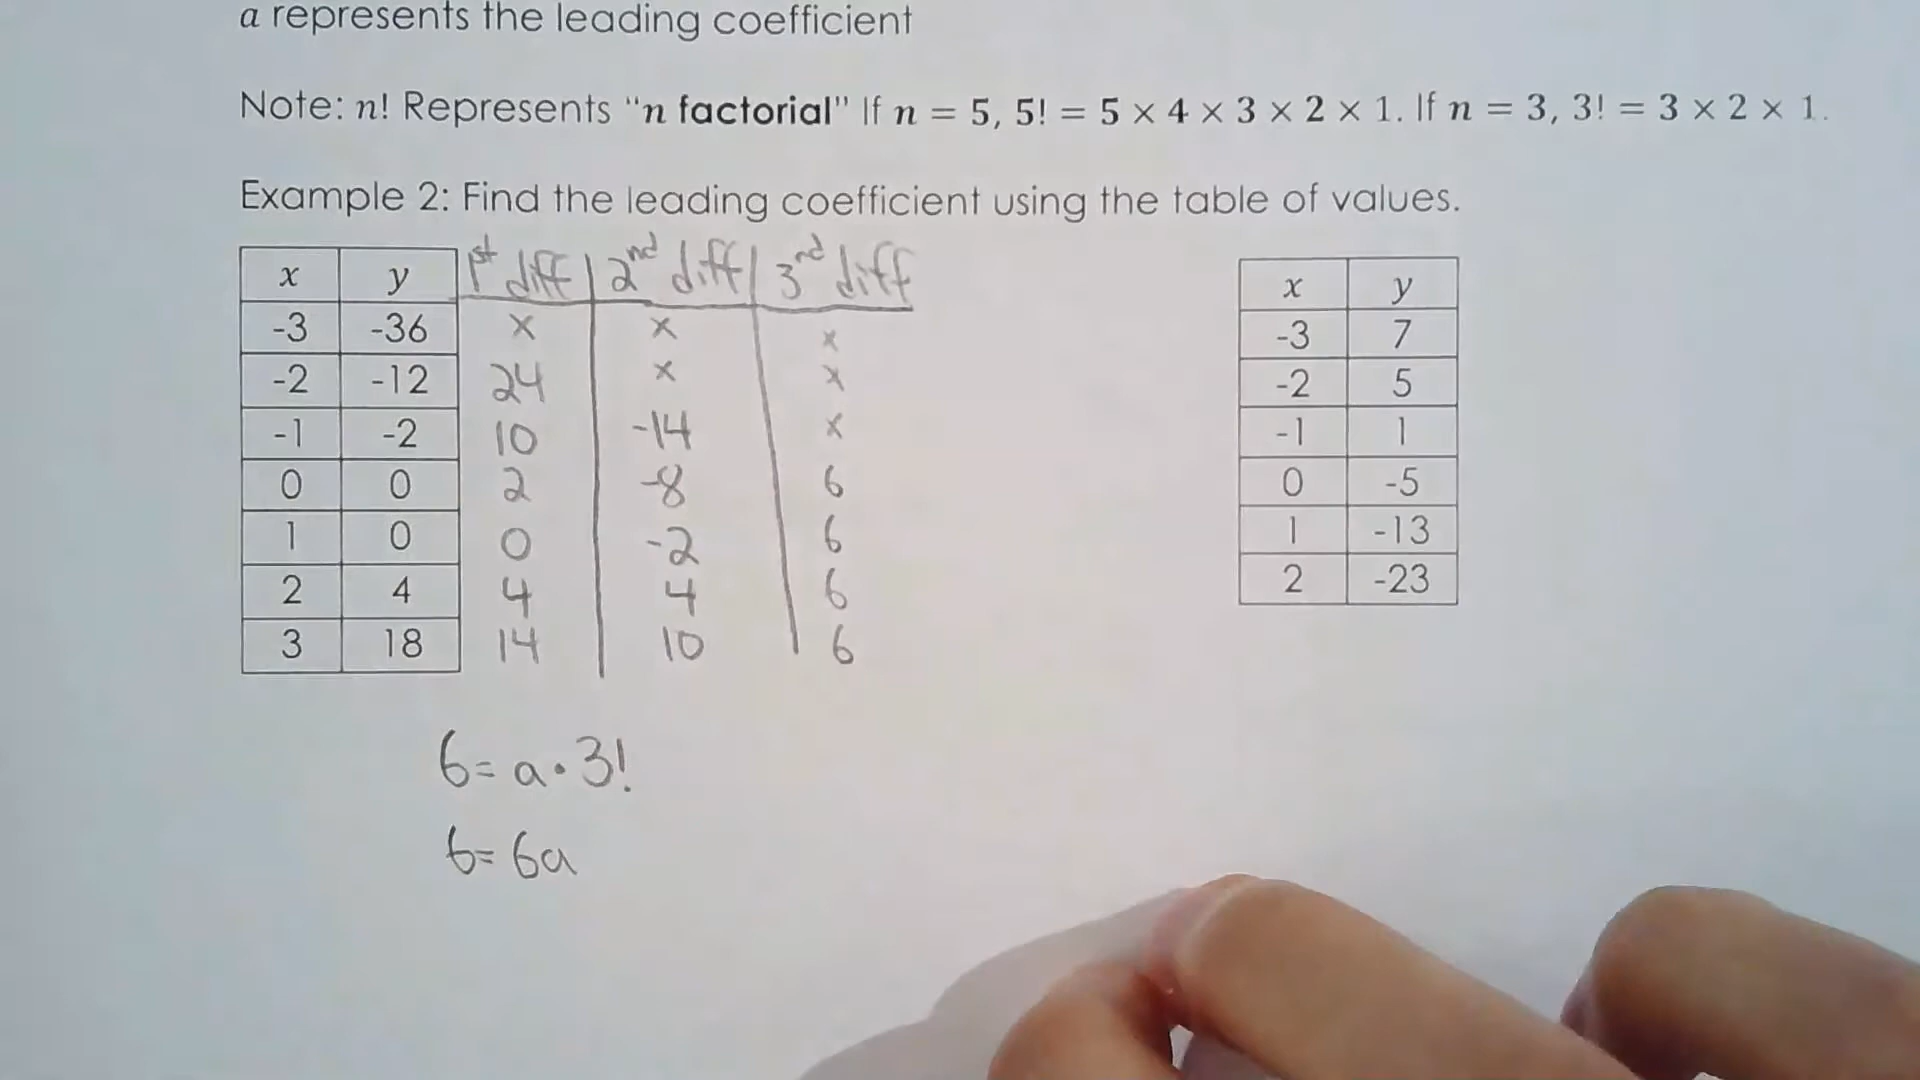 a represents the leading coefficient
Note: n! Represents “n factorial” If n = 5, 5! = 5 × 4 × 3 × 2 × 1. If n = 3, 3! = 3 × 2 × 1.
Example 2: Find the leading coefficient using the table of values.
x y 1st diff 2nd diff 3rd diff
-3 -36 x x x
-2 -12 24 x x
-1 -2 10 -14 x
0 0 2 -8 6
1 0 0 -2 6
2 4 4 4 6
3 18 14 10 6
6 = a · 3!
6 = 6a
x y
-3 7
-2 5
-1 1
0 -5
1 -13
2 -23